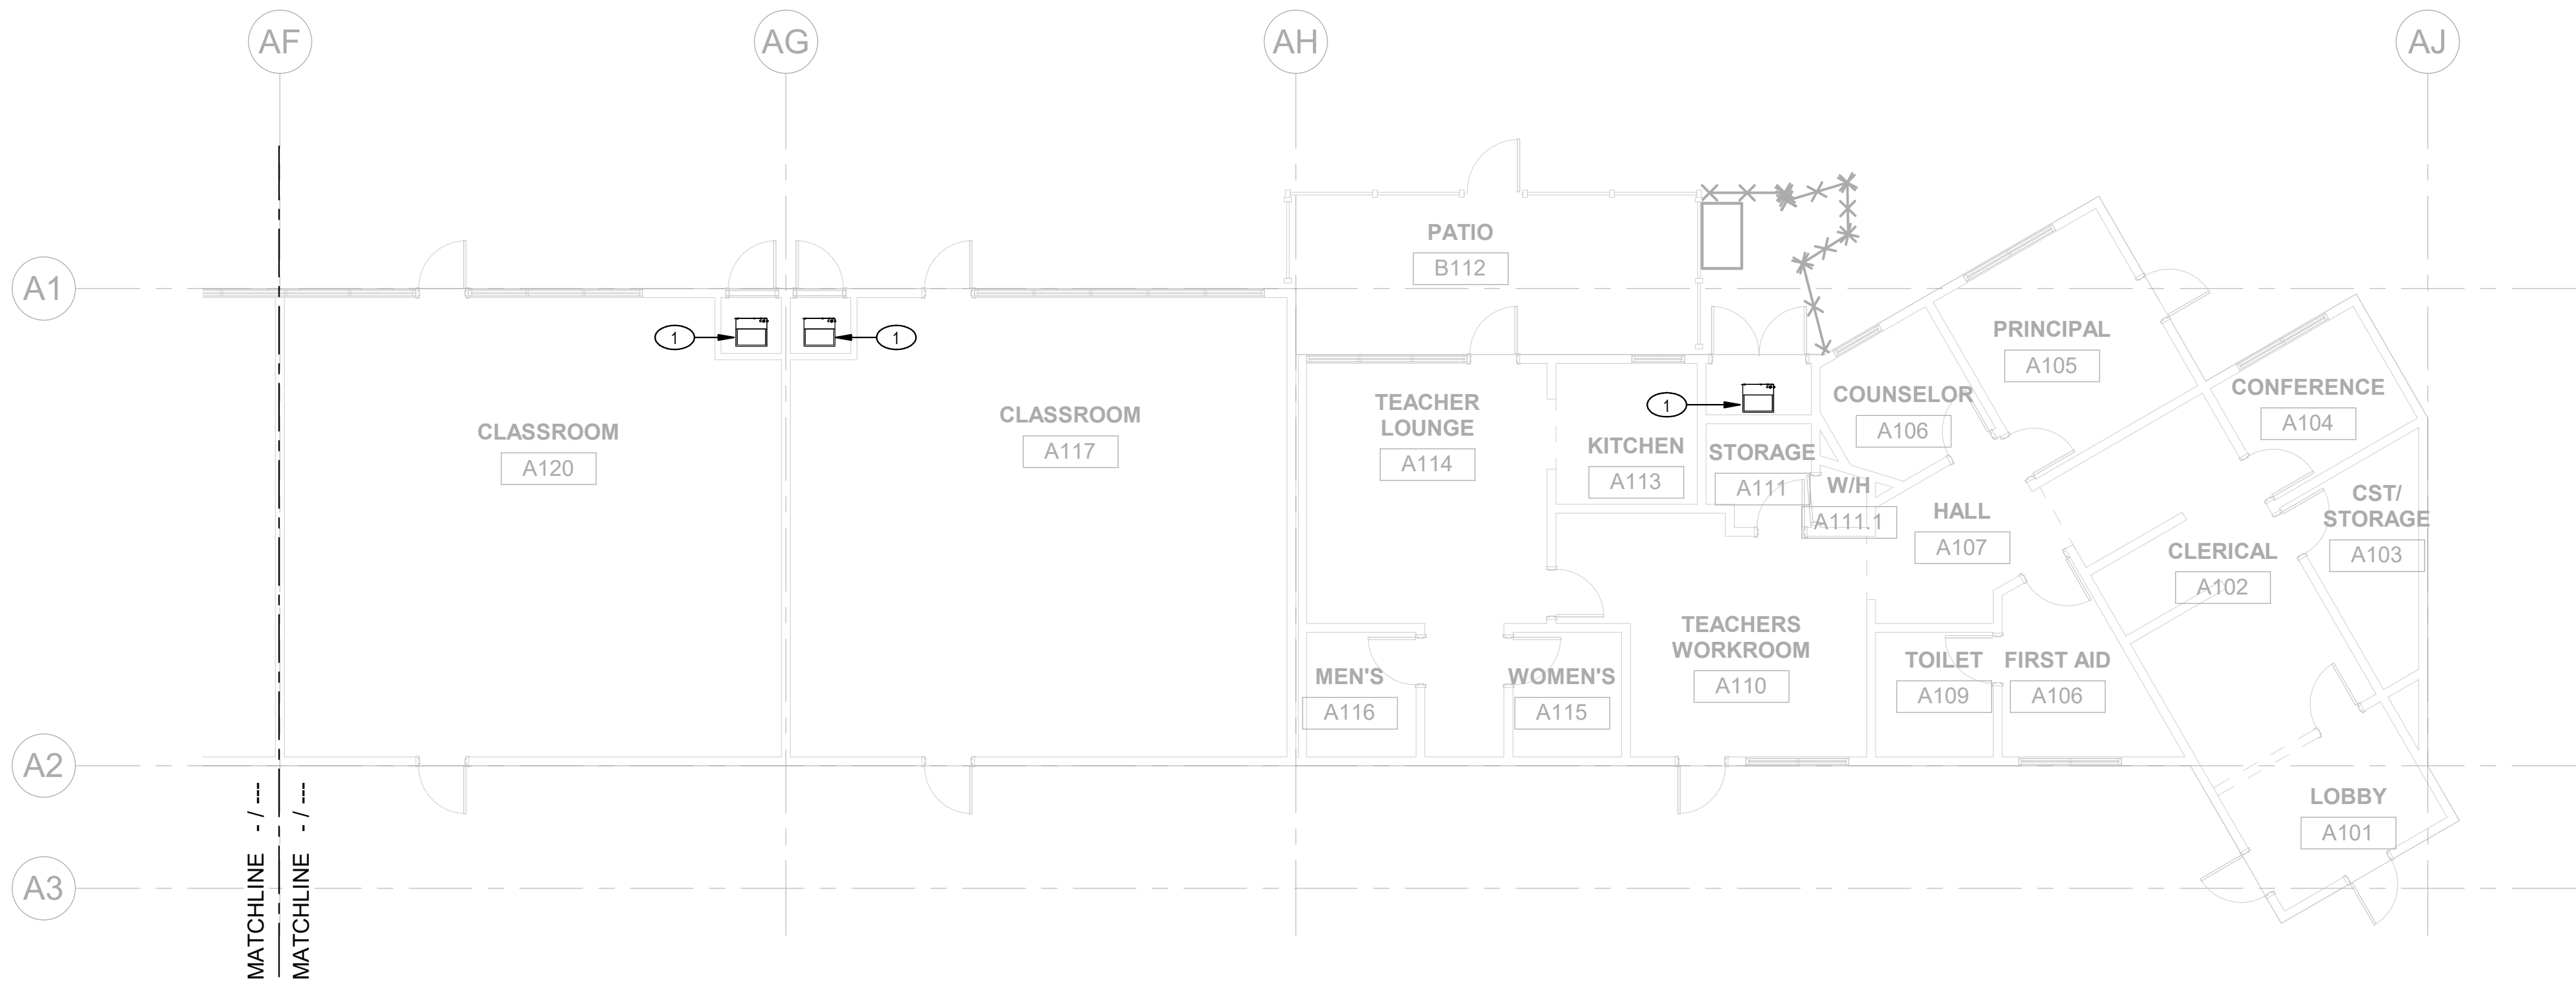 AF
AG
AH
AJ
A1
A2
A3
PATIO
B112
1
1
1
CLASSROOM
A120
CLASSROOM
A117
TEACHER
LOUNGE
A114
KITCHEN
A113
STORAGE
A111
W/H
A111.1
COUNSELOR
A106
PRINCIPAL
A105
CONFERENCE
A104
CST/
STORAGE
A103
HALL
A107
CLERICAL
A102
TEACHERS
WORKROOM
A110
MEN'S
A116
WOMEN'S
A115
TOILET
A109
FIRST AID
A106
LOBBY
A101
MATCHLINE - / ---
MATCHLINE - / ---